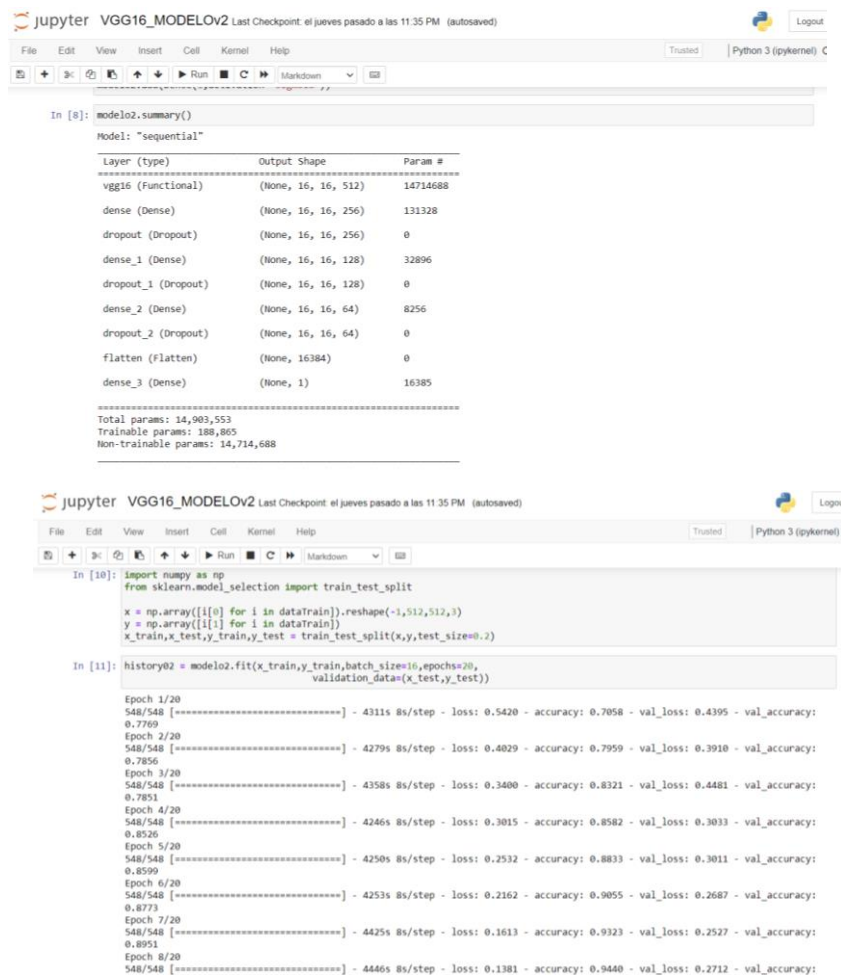 jupyter VGG16_MODELOv2 Last Checkpoint: el jueves pasado a las 11:35 PM (autosaved) Logout
File Edit View Insert Cell Kernel Help Trusted Python 3 (ipykernel)
Run Markdown
In [8]: modelo2.summary()
Model: "sequential"
Layer (type) Output Shape Param #
vgg16 (Functional) (None, 16, 16, 512) 14714688
dense (Dense) (None, 16, 16, 256) 131328
dropout (Dropout) (None, 16, 16, 256) 0
dense_1 (Dense) (None, 16, 16, 128) 32896
dropout_1 (Dropout) (None, 16, 16, 128) 0
dense_2 (Dense) (None, 16, 16, 64) 8256
dropout_2 (Dropout) (None, 16, 16, 64) 0
flatten (Flatten) (None, 16384) 0
dense_3 (Dense) (None, 1) 16385
Total params: 14,903,553
Trainable params: 188,865
Non-trainable params: 14,714,688
jupyter VGG16_MODELOv2 Last Checkpoint: el jueves pasado a las 11:35 PM (autosaved) Logou
File Edit View Insert Cell Kernel Help Trusted Python 3 (ipykernel)
Run Markdown
In [10]: import numpy as np
from sklearn.model_selection import train_test_split
x = np.array([i[0] for i in dataTrain]).reshape(-1,512,512,3)
y = np.array([i[1] for i in dataTrain])
x_train,x_test,y_train,y_test = train_test_split(x,y,test_size=0.2)
In [11]: history02 = modelo2.fit(x_train,y_train,batch_size=16,epochs=20,
validation_data=(x_test,y_test))
Epoch 1/20
548/548 [==============================] - 4311s 8s/step - loss: 0.5420 - accuracy: 0.7058 - val_loss: 0.4395 - val_accuracy:
0.7769
Epoch 2/20
548/548 [==============================] - 4279s 8s/step - loss: 0.4029 - accuracy: 0.7959 - val_loss: 0.3910 - val_accuracy:
0.7856
Epoch 3/20
548/548 [==============================] - 4358s 8s/step - loss: 0.3400 - accuracy: 0.8321 - val_loss: 0.4481 - val_accuracy:
0.7851
Epoch 4/20
548/548 [==============================] - 4246s 8s/step - loss: 0.3015 - accuracy: 0.8582 - val_loss: 0.3033 - val_accuracy:
0.8526
Epoch 5/20
548/548 [==============================] - 4250s 8s/step - loss: 0.2532 - accuracy: 0.8833 - val_loss: 0.3011 - val_accuracy:
0.8599
Epoch 6/20
548/548 [==============================] - 4253s 8s/step - loss: 0.2162 - accuracy: 0.9055 - val_loss: 0.2687 - val_accuracy:
0.8773
Epoch 7/20
548/548 [==============================] - 4425s 8s/step - loss: 0.1613 - accuracy: 0.9323 - val_loss: 0.2527 - val_accuracy:
0.8951
Epoch 8/20
548/548 [==============================] - 4446s 8s/step - loss: 0.1381 - accuracy: 0.9440 - val_loss: 0.2712 - val_accuracy: